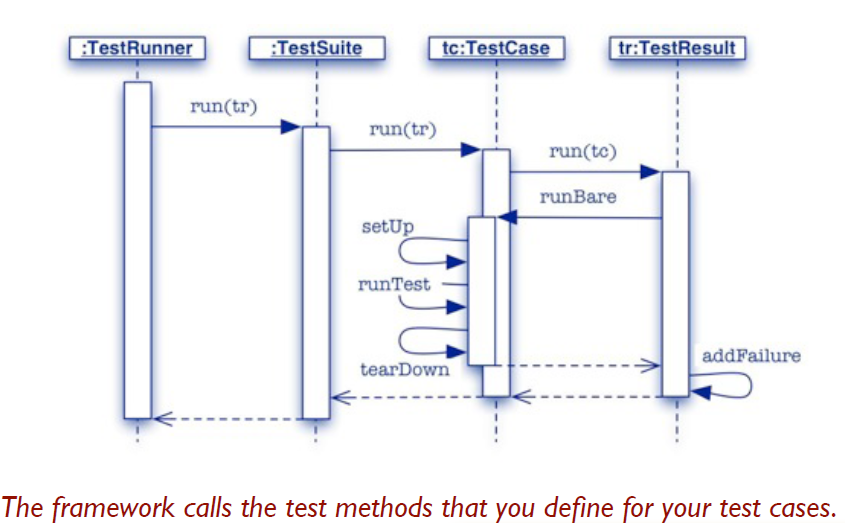 :TestRunner
:TestSuite
tc:TestCase
tr:TestResult
run(tr)
run(tr)
run(tc)
runBare
setUp
runTest
tearDown
addFailure
The framework calls the test methods that you define for your test cases.